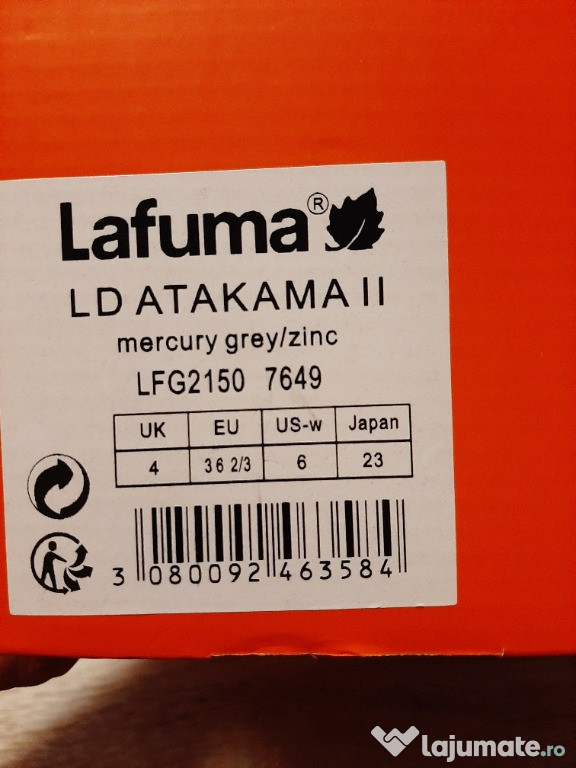 Lafuma®
LD ATAKAMA II
mercury grey/zinc
LFG2150 7649
UK EU US-w Japan
4 36 2/3 6 23
3 080092 463584
lajumate.ro